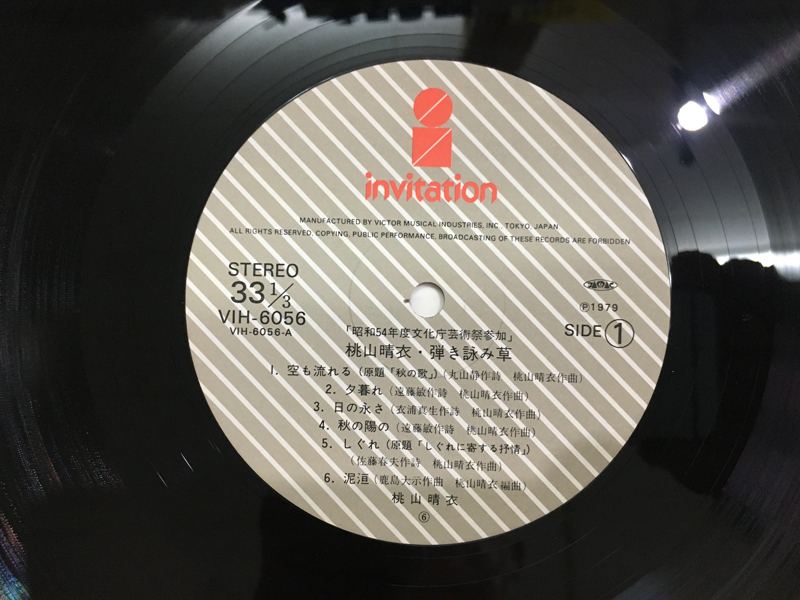 invitation
MANUFACTURED BY VICTOR MUSICAL INDUSTRIES, INC., TOKYO, JAPAN.
ALL RIGHTS RESERVED, COPYING, PUBLIC PERFORMANCE, BROADCASTING OF THESE RECORDS ARE FORBIDDEN
STEREO
33 1/3
VIH-6056
VIH-6056-A
Ⓟ1979
SIDE 1
「昭和54年度文化庁芸術祭参加」
桃山晴衣・弾き詠み草
1. 空も流れる (原題「秋の歌」) (丸山静作詩 桃山晴衣作曲)
2. 夕暮れ (遠藤敏作詩 桃山晴衣作曲)
3. 日の永さ (衣浦真生作詩 桃山晴衣作曲)
4. 秋の陽の (遠藤敏作詩 桃山晴衣作曲)
5. しぐれ (原題「しぐれに寄する抒情」)
(佐藤春夫作詩 桃山晴衣作曲)
6. 泥洹 (鹿島大示作曲 桃山晴衣編曲)
桃山晴衣
⑥